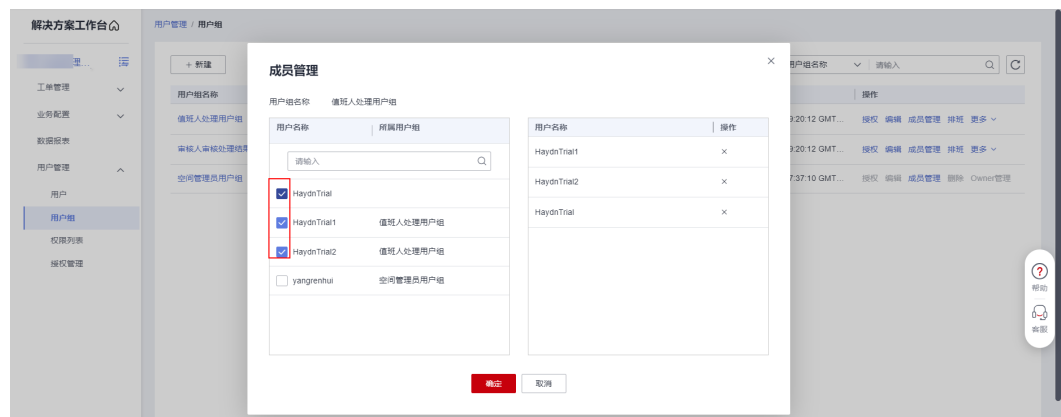 解决方案工作台
用户管理 / 用户组
理...
工单管理
业务配置
数据报表
用户管理
用户
用户组
权限列表
授权管理
+ 新建
用户组名称
请输入
用户组名称
操作
值班人处理用户组
9:20:12 GMT...
授权 编辑 成员管理 排班 更多
审核人审核处理结果
9:20:12 GMT...
授权 编辑 成员管理 排班 更多
空间管理员用户组
7:37:10 GMT...
授权 编辑 成员管理 删除 Owner管理
成员管理
用户组名称 值班人处理用户组
用户名称 所属用户组
请输入
HaydnTrial
HaydnTrial1 值班人处理用户组
HaydnTrial2 值班人处理用户组
yangrenhui 空间管理员用户组
用户名称 操作
HaydnTrial1
HaydnTrial2
HaydnTrial
确定 取消
帮助
客服